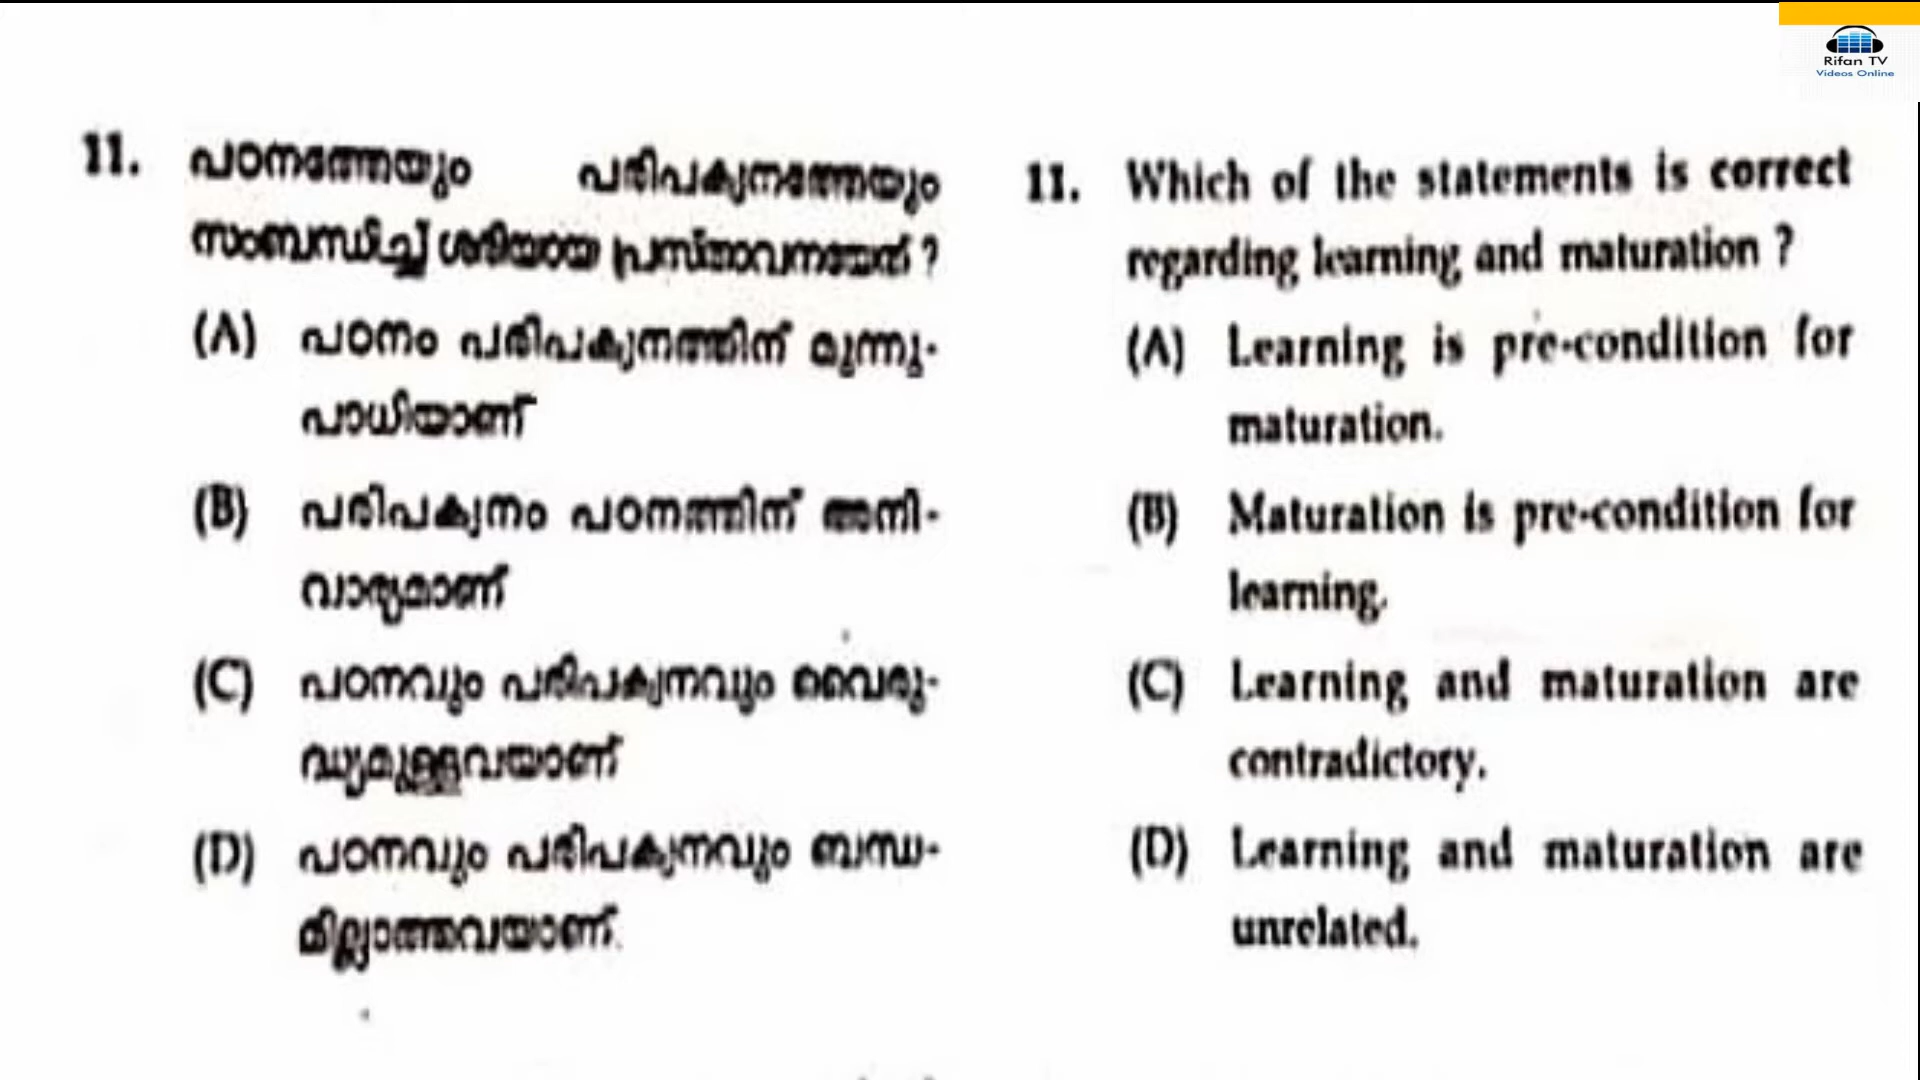 Rifan TV
Videos Online
11. പഠനത്തേയും പരിപക്വനത്തേയും
സംബന്ധിച്ച് ശരിയായ പ്രസ്താവനയേത് ?
(A) പഠനം പരിപക്വനത്തിന് മുന്നു-
പാധിയാണ്
(B) പരിപക്വനം പഠനത്തിന് അനി-
വാര്യമാണ്
(C) പഠനവും പരിപക്വനവും വൈരു-
ദ്ധ്യമുള്ളവയാണ്
(D) പഠനവും പരിപക്വനവും ബന്ധ-
മില്ലാത്തവയാണ്.
11. Which of the statements is correct
regarding learning and maturation ?
(A) Learning is pre-condition for
maturation.
(B) Maturation is pre-condition for
learning.
(C) Learning and maturation are
contradictory.
(D) Learning and maturation are
unrelated.